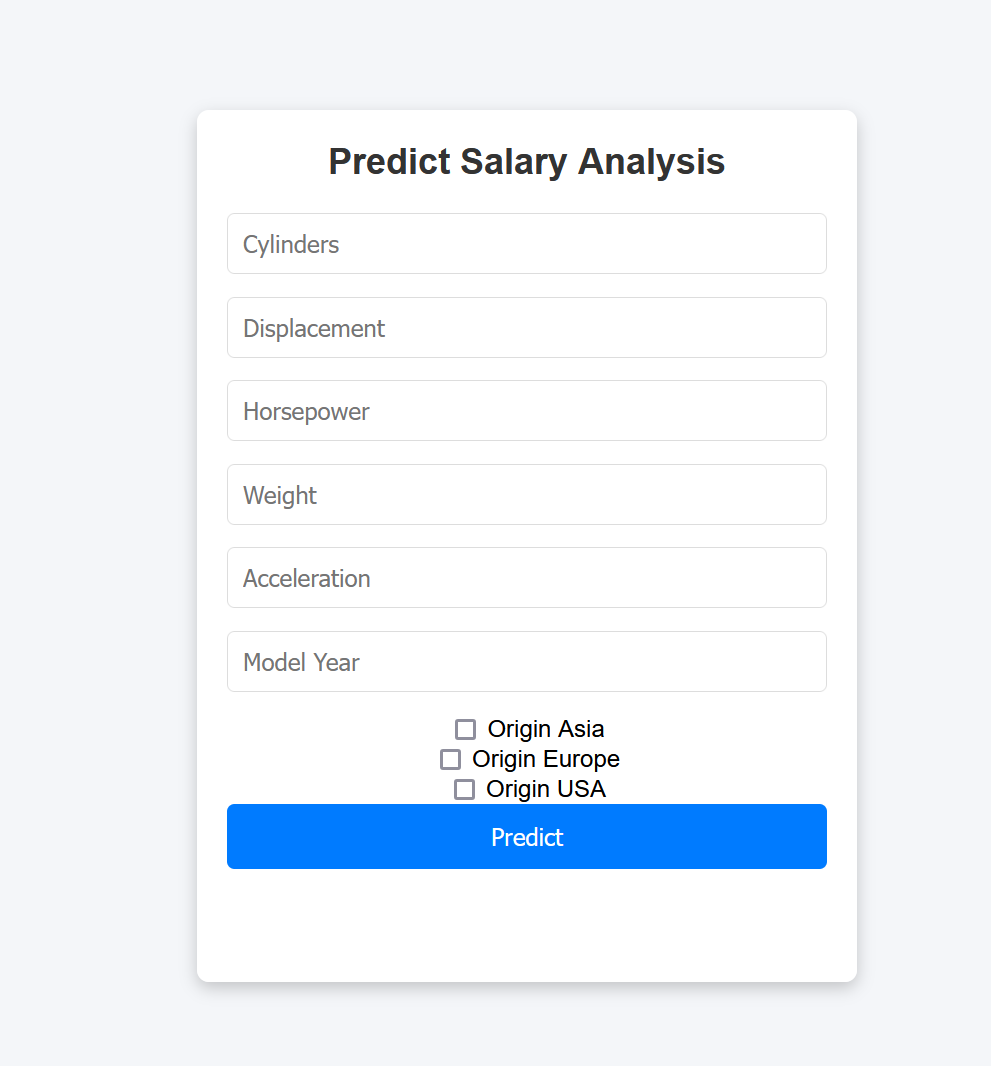 Predict Salary Analysis
Cylinders
Displacement
Horsepower
Weight
Acceleration
Model Year
Origin Asia
Origin Europe
Origin USA
Predict